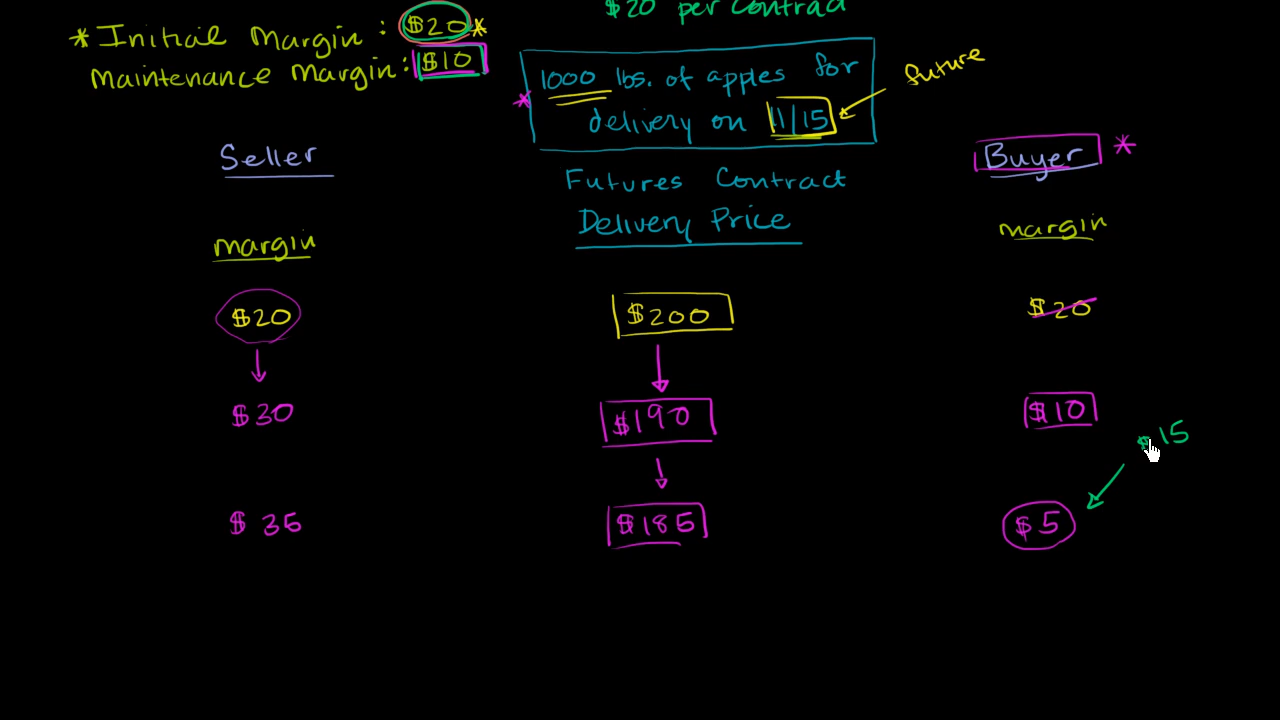 $20 per contract
*Initial Margin: $20*
Maintenance Margin: $10
1000 lbs. of apples for
* delivery on 11/15
future
Seller
Buyer *
Futures Contract
Delivery Price
margin
margin
$20
$200
$20
$30
$190
$10
$15
$35
$185
$5